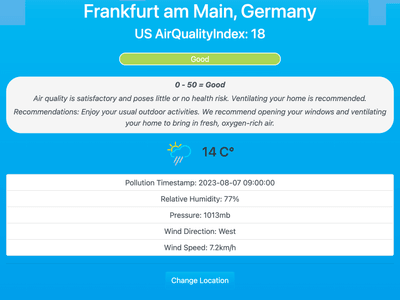 Frankfurt am Main, Germany
US AirQualityIndex: 18
Good
0 - 50 = Good
Air quality is satisfactory and poses little or no health risk. Ventilating your home is recommended.
Recommendations: Enjoy your usual outdoor activities. We recommend opening your windows and ventilating
your home to bring in fresh, oxygen-rich air.
14 C°
Pollution Timestamp: 2023-08-07 09:00:00
Relative Humidity: 77%
Pressure: 1013mb
Wind Direction: West
Wind Speed: 7.2km/h
Change Location